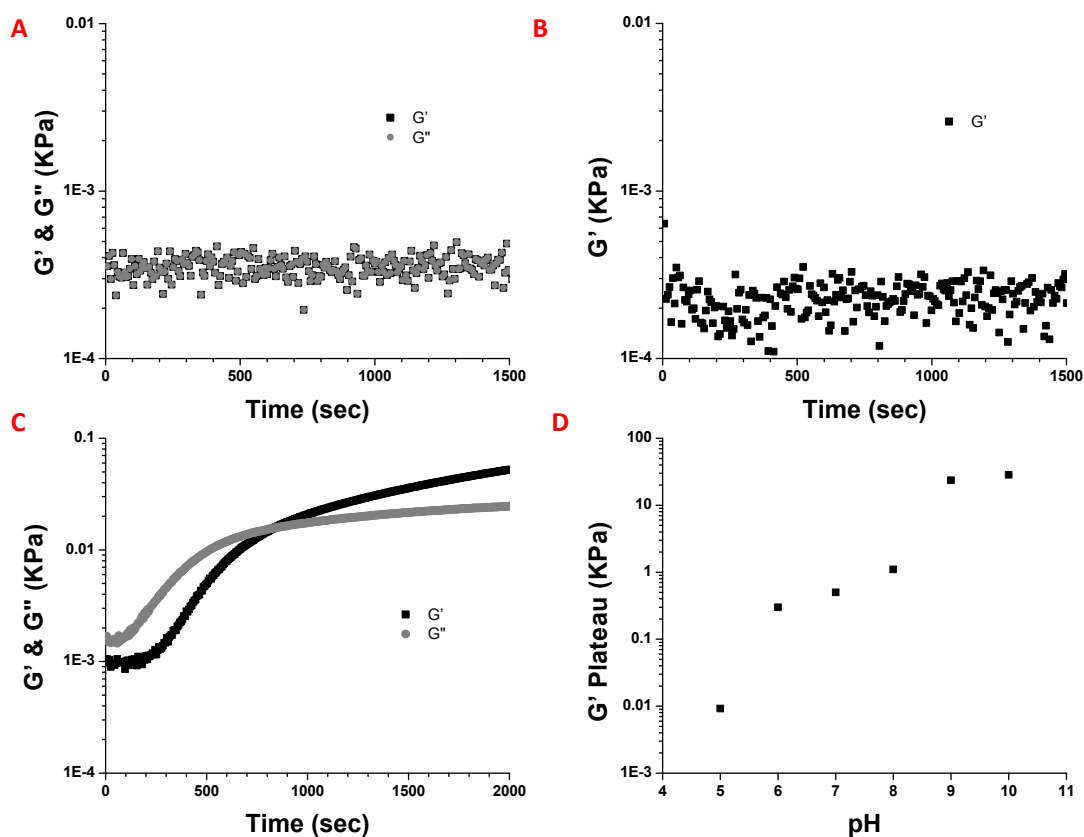 A
0.01
1E-3
1E-4
G' & G" (KPa)
G'
G"
0
500
1000
1500
Time (sec)
B
0.01
1E-3
1E-4
G' (KPa)
G'
0
500
1000
1500
Time (sec)
C
0.1
0.01
1E-3
1E-4
G' & G" (KPa)
G'
G"
0
500
1000
1500
2000
Time (sec)
D
100
10
1
0.1
0.01
1E-3
G' Plateau (KPa)
4
5
6
7
8
9
10
11
pH